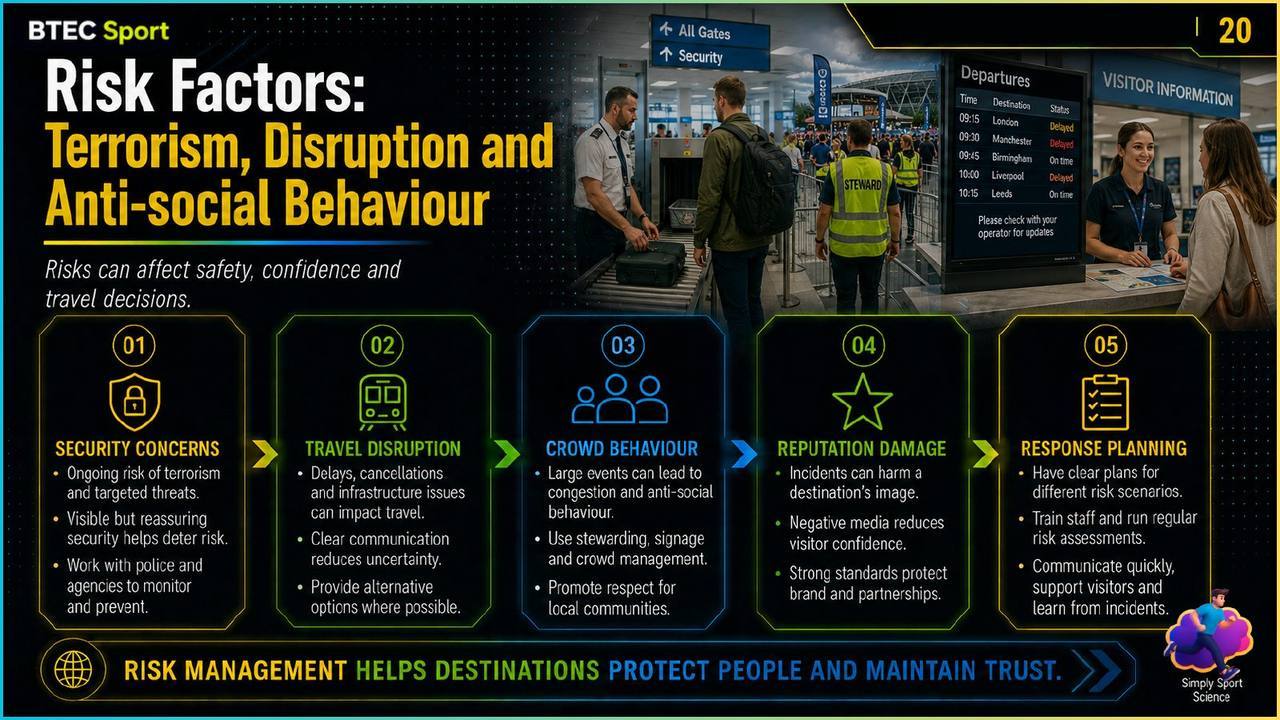 BTEC Sport
20
Risk Factors:
Terrorism, Disruption and
Anti-social Behaviour
Risks can affect safety, confidence and
travel decisions.
All Gates
Security
STEWARD
Departures
Time Destination Status
09:15 London Delayed
09:30 Manchester Delayed
09:45 Birmingham On time
10:00 Liverpool Delayed
10:15 Leeds On time
Please check with your
operator for updates
VISITOR INFORMATION
01
SECURITY CONCERNS
• Ongoing risk of terrorism
and targeted threats.
• Visible but reassuring
security helps deter risk.
• Work with police and
agencies to monitor
and prevent.
02
TRAVEL DISRUPTION
• Delays, cancellations
and infrastructure issues
can impact travel.
• Clear communication
reduces uncertainty.
• Provide alternative
options where possible.
03
CROWD BEHAVIOUR
• Large events can lead to
congestion and anti-social
behaviour.
• Use stewarding, signage
and crowd management.
• Promote respect for
local communities.
04
REPUTATION DAMAGE
• Incidents can harm a
destination's image.
• Negative media reduces
visitor confidence.
• Strong standards protect
brand and partnerships.
05
RESPONSE PLANNING
• Have clear plans for
different risk scenarios.
• Train staff and run regular
risk assessments.
• Communicate quickly,
support visitors and
learn from incidents.
RISK MANAGEMENT HELPS DESTINATIONS PROTECT PEOPLE AND MAINTAIN TRUST.
Simply Sport
Science